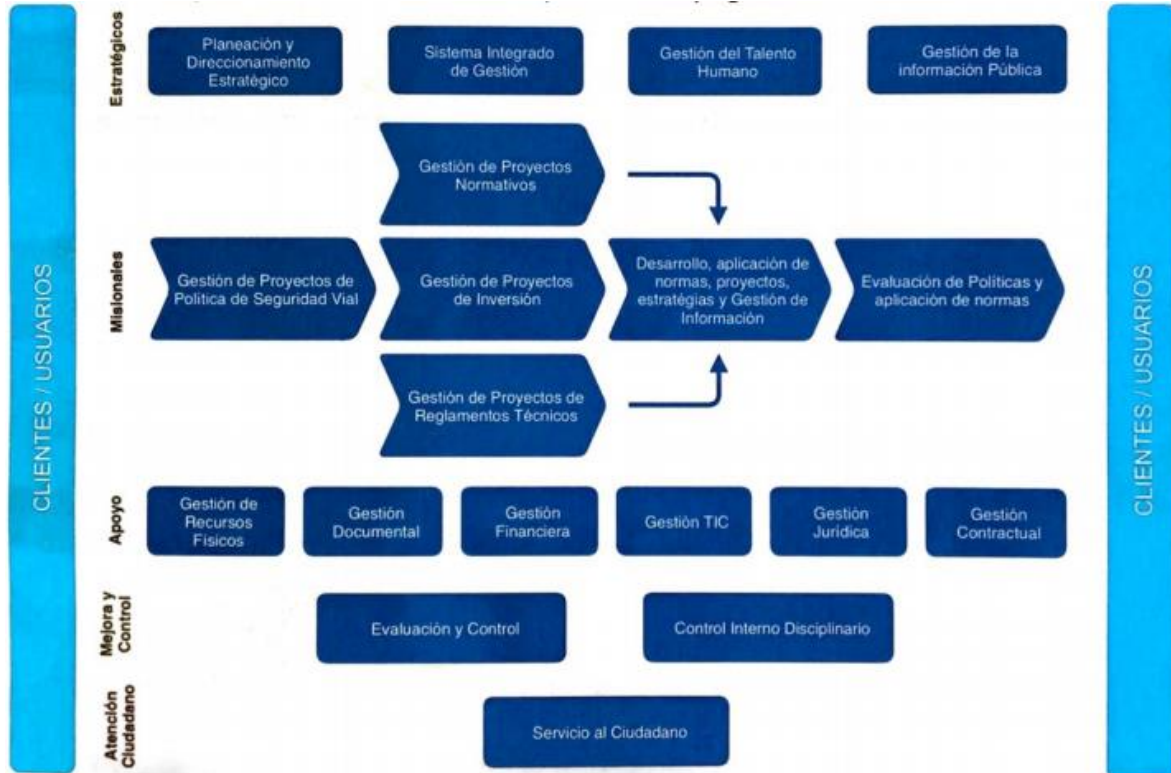 CLIENTES / USUARIOS
Estratégicos
Planeación y
Direccionamiento
Estratégico
Sistema Integrado
de Gestión
Gestión del Talento
Humano
Gestión de la
información Pública
Misionales
Gestión de Proyectos
Normativos
Gestión de Proyectos de
Política de Seguridad Vial
Gestión de Proyectos
de Inversión
Desarrollo, aplicación de
normas, proyectos,
estratégias y Gestión de
Información
Evaluación de Políticas y
aplicación de normas
Gestión de Proyectos de
Reglamentos Técnicos
Apoyo
Gestión de
Recursos
Físicos
Gestión
Documental
Gestión
Financiera
Gestión TIC
Gestión
Jurídica
Gestión
Contractual
Mejora y
Control
Evaluación y Control
Control Interno Disciplinario
Atención
Ciudadano
Servicio al Ciudadano
CLIENTES / USUARIOS